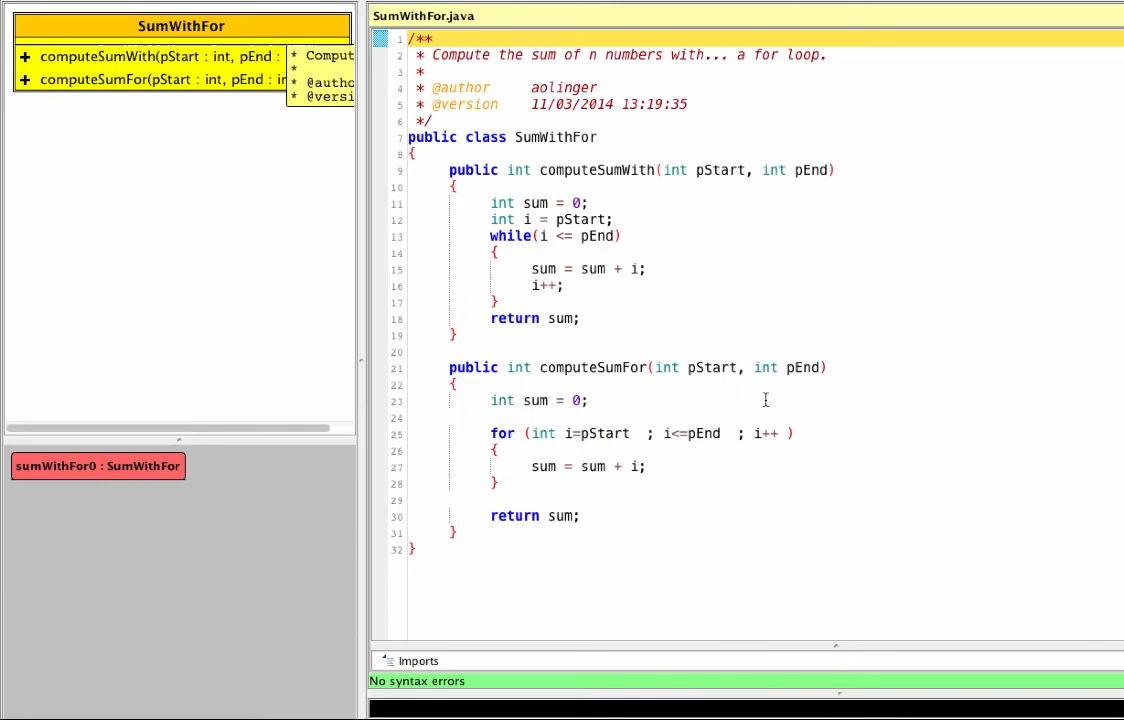 SumWithFor
computeSumWith(pStart : int, pEnd :
computeSumFor(pStart : int, pEnd : in
* Comput
*
* @autho
* @versi
sumWithFor0 : SumWithFor
SumWithFor.java
1 /**
2 * Compute the sum of n numbers with... a for loop.
3 *
4 * @author aolinger
5 * @version 11/03/2014 13:19:35
6 */
7 public class SumWithFor
8 {
9 public int computeSumWith(int pStart, int pEnd)
10 {
11 int sum = 0;
12 int i = pStart;
13 while(i <= pEnd)
14 {
15 sum = sum + i;
16 i++;
17 }
18 return sum;
19 }
20
21 public int computeSumFor(int pStart, int pEnd)
22 {
23 int sum = 0;
24
25 for (int i=pStart ; i<=pEnd ; i++ )
26 {
27 sum = sum + i;
28 }
29
30 return sum;
31 }
32 }
Imports
No syntax errors